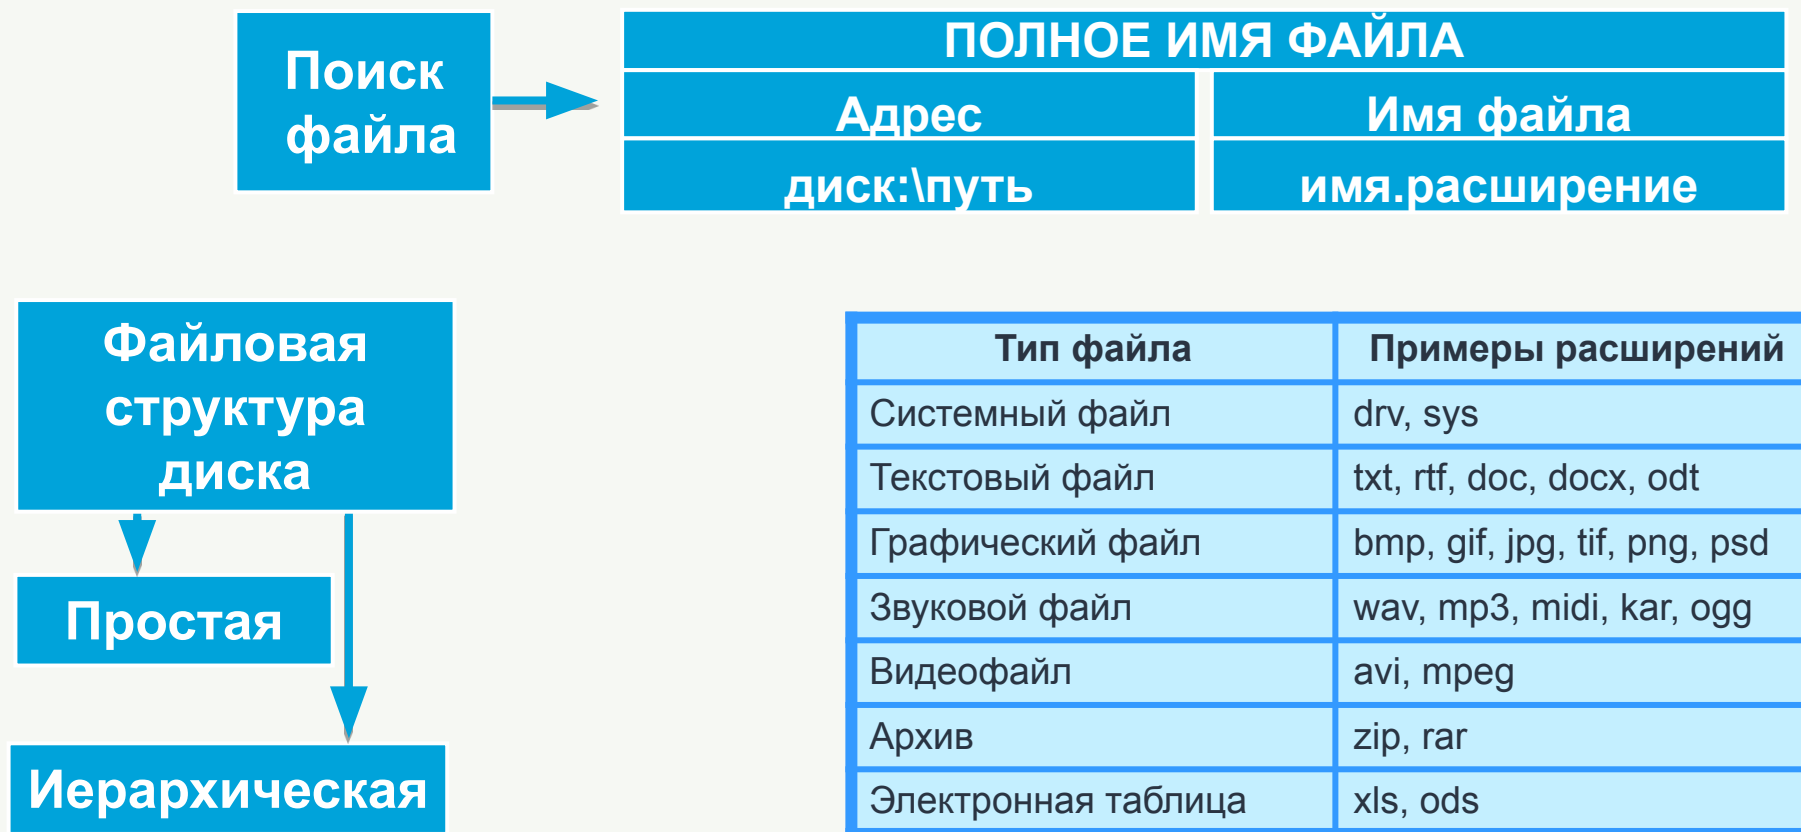 Поиск
файла
ПОЛНОЕ ИМЯ ФАЙЛА
Адрес
Имя файла
диск:\путь
имя.расширение
Файловая
структура
диска
Простая
Иерархическая
Тип файла
Примеры расширений
Системный файл
drv, sys
Текстовый файл
txt, rtf, doc, docx, odt
Графический файл
bmp, gif, jpg, tif, png, psd
Звуковой файл
wav, mp3, midi, kar, ogg
Видеофайл
avi, mpeg
Архив
zip, rar
Электронная таблица
xls, ods